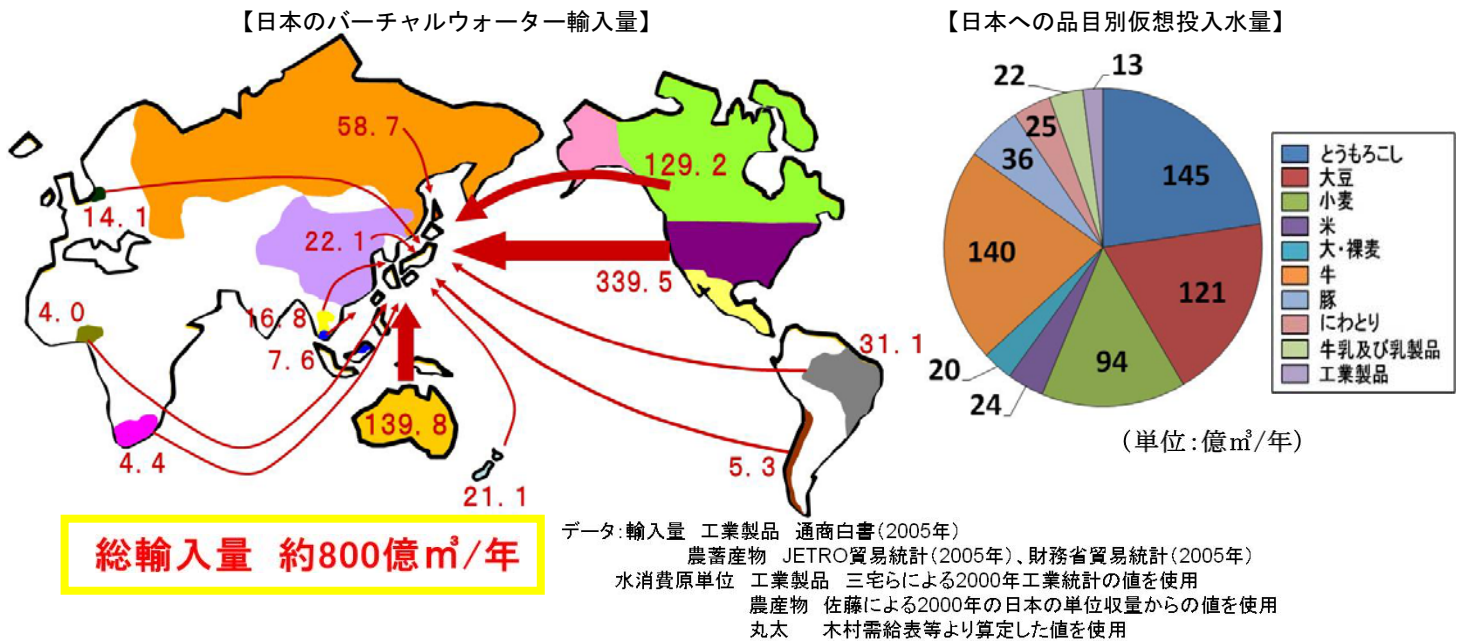 【日本のバーチャルウォーター輸入量】
58.7
129.2
14.1
22.1
339.5
4.0
16.8
7.6
31.1
139.8
4.4
5.3
21.1
総輸入量 約800億㎥/年
【日本への品目別仮想投入水量】
13
22
25
36
145
140
121
20
24
94
とうもろこし
大豆
小麦
米
大・裸麦
牛
豚
にわとり
牛乳及び乳製品
工業製品
(単位:億㎥/年)
データ:輸入量 工業製品 通商白書(2005年)
農蓄産物 JETRO貿易統計(2005年)、財務省貿易統計(2005年)
水消費原単位 工業製品 三宅らによる2000年工業統計の値を使用
農産物 佐藤による2000年の日本の単位収量からの値を使用
丸太 木村需給表等より算定した値を使用